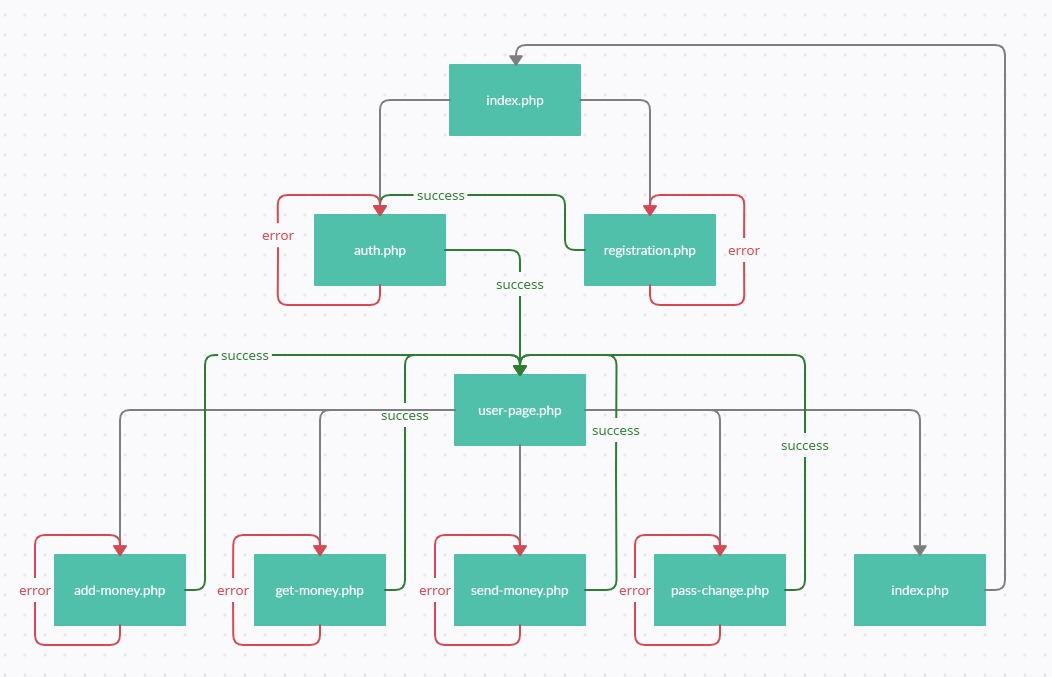 index.php
success
error
auth.php
registration.php
error
success
success
user-page.php
success
success
success
error
add-money.php
error
get-money.php
error
send-money.php
error
pass-change.php
index.php